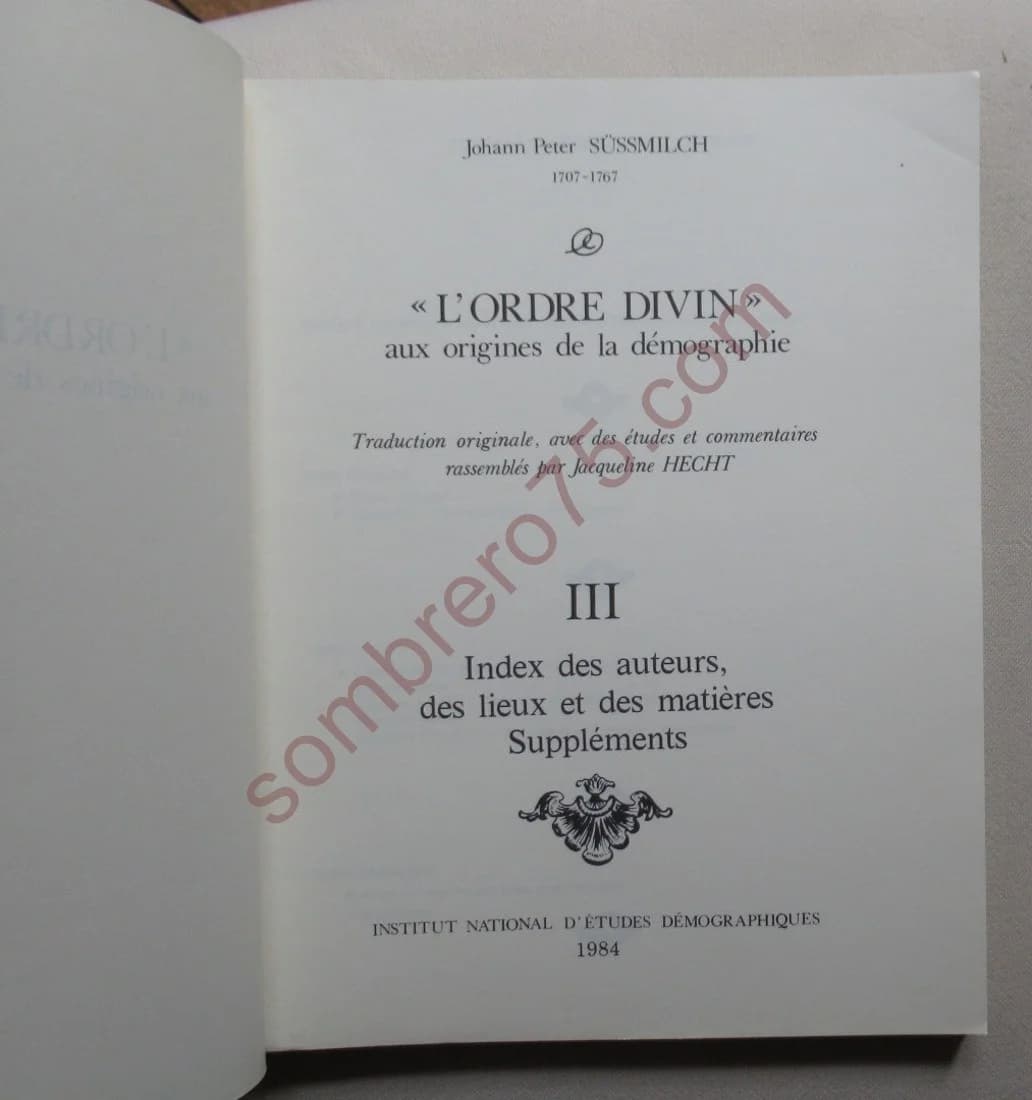 Johann Peter SÜSSMILCH
1707-1767
« L'ORDRE DIVIN »
aux origines de la démographie
Traduction originale, avec des études et commentaires
rassemblés par Jacqueline HECHT
III
Index des auteurs,
des lieux et des matières
Suppléments
INSTITUT NATIONAL D'ÉTUDES DÉMOGRAPHIQUES
1984
sombrero75.com